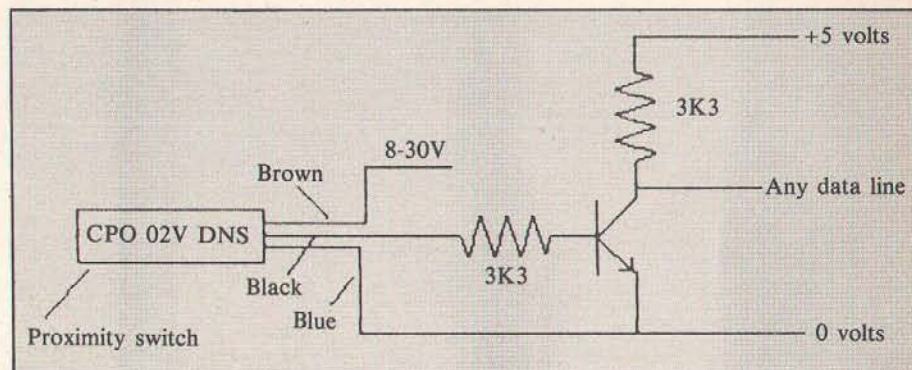 +5 volts
3K3
8-30V
Brown
Any data line
CPO 02V DNS
3K3
Black
Blue
Proximity switch
0 volts